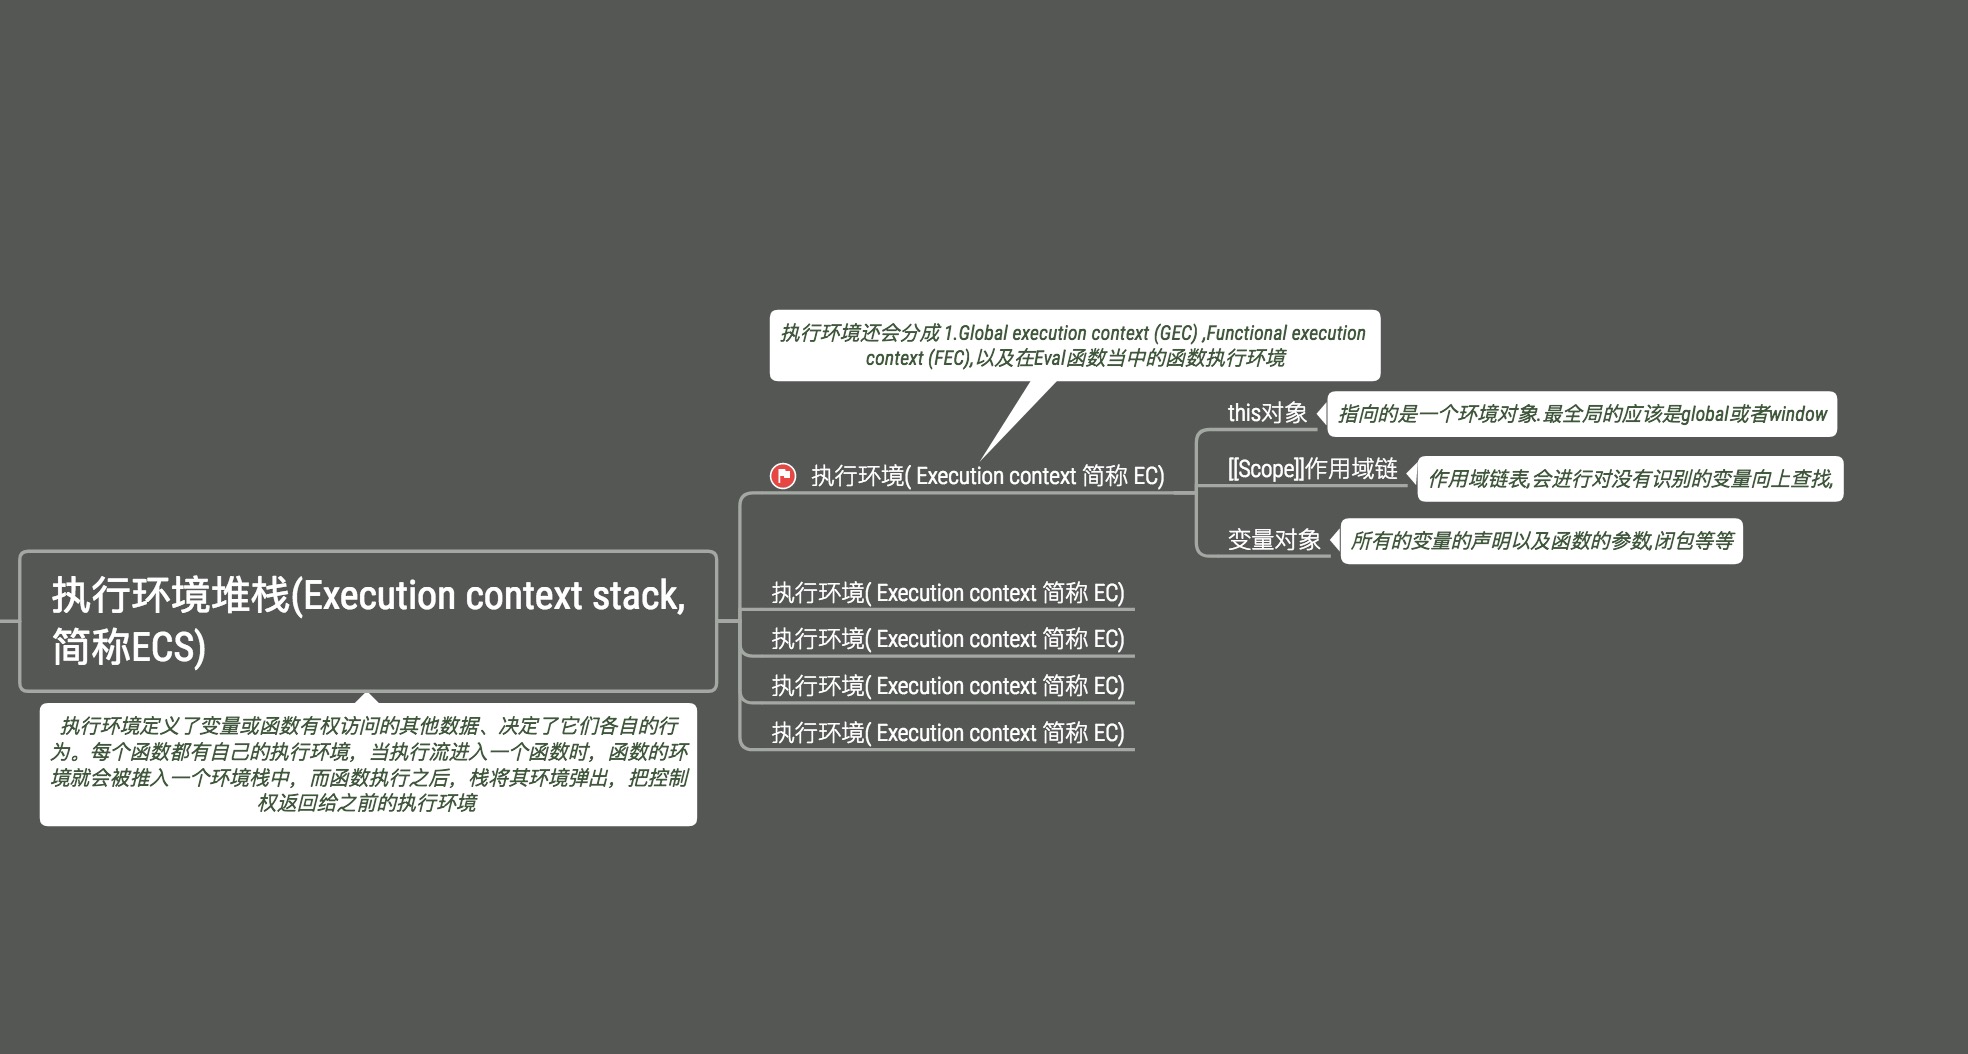 执行环境还会分成 1.Global execution context (GEC) ,Functional execution
context (FEC),以及在Eval函数当中的函数执行环境
this对象
指向的是一个环境对象.最全局的应该是global或者window
执行环境( Execution context 简称 EC)
[[Scope]]作用域链
作用域链表,会进行对没有识别的变量向上查找,
变量对象
所有的变量的声明以及函数的参数,闭包等等
执行环境堆栈(Execution context stack,
简称ECS)
执行环境( Execution context 简称 EC)
执行环境( Execution context 简称 EC)
执行环境( Execution context 简称 EC)
执行环境( Execution context 简称 EC)
执行环境定义了变量或函数有权访问的其他数据、决定了它们各自的行
为。每个函数都有自己的执行环境，当执行流进入一个函数时，函数的环
境就会被推入一个环境栈中，而函数执行之后，栈将其环境弹出，把控制
权返回给之前的执行环境